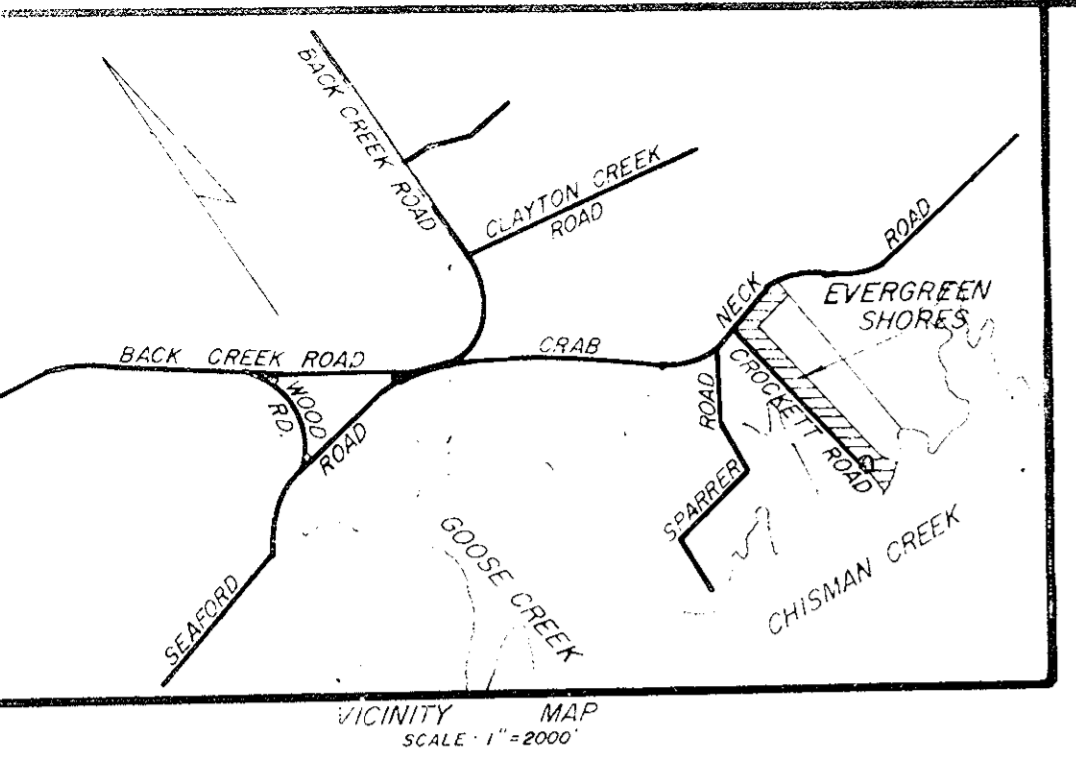 BACK CREEK ROAD
CLAYTON CREEK
ROAD
ROAD
NECK
EVERGREEN
SHORES
BACK CREEK ROAD
CRAB
WOOD
RD.
ROAD
CROCKETT ROAD
ROAD
SPARRER
SEAFORD
GOOSE CREEK
CHISMAN CREEK
VICINITY MAP
SCALE · 1" = 2000'